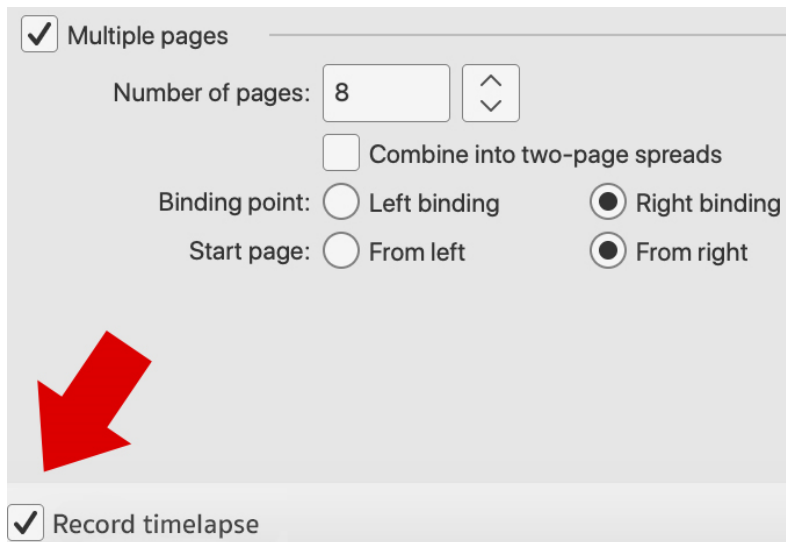 Multiple pages
Number of pages: 8
Combine into two-page spreads
Binding point: Left binding Right binding
Start page: From left From right
Record timelapse